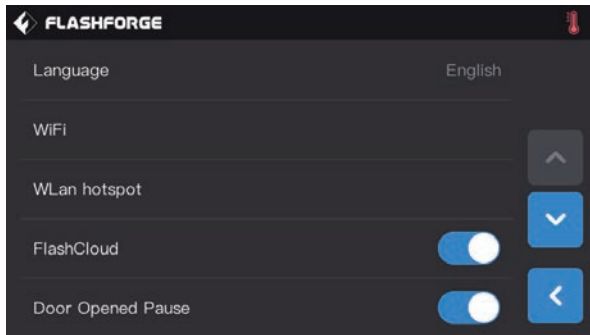 FLASHFORGE
Language English
WiFi
WLan hotspot
FlashCloud
Door Opened Pause